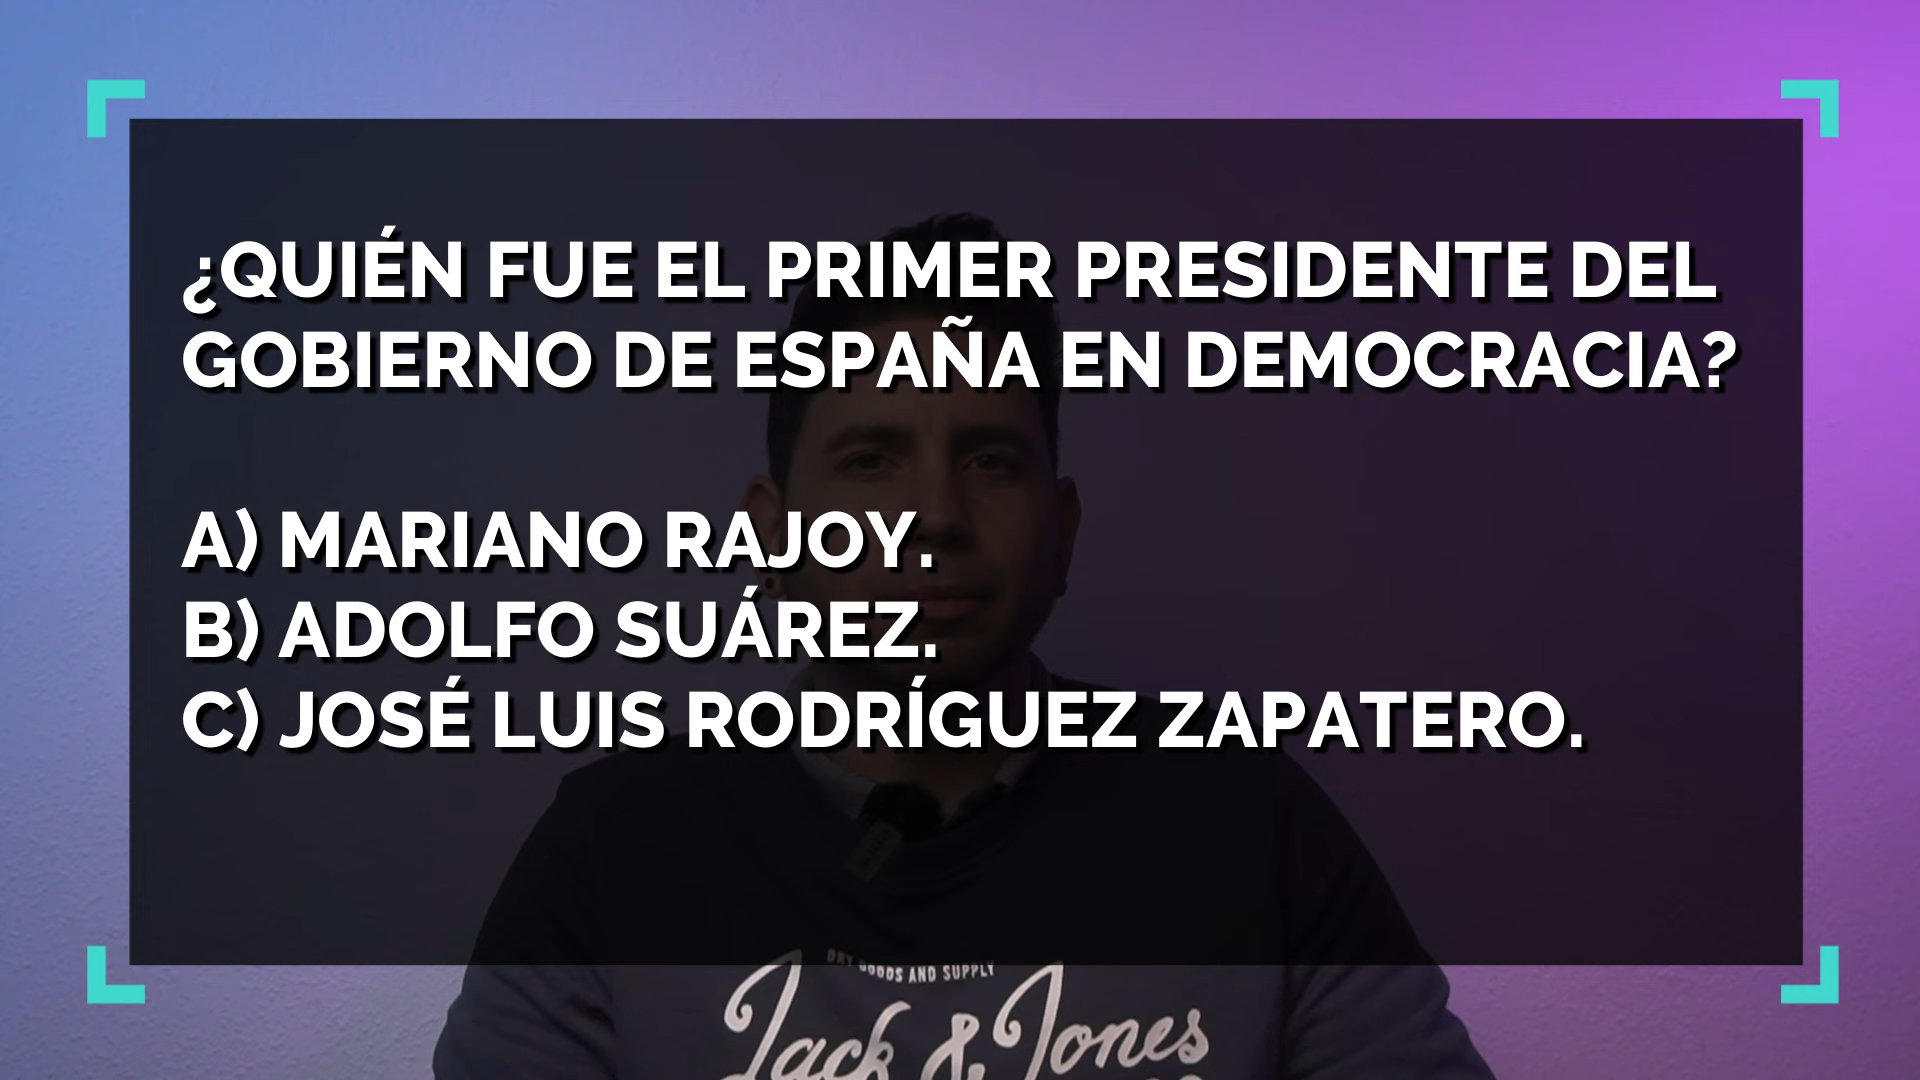 ¿QUIÉN FUE EL PRIMER PRESIDENTE DEL
GOBIERNO DE ESPAÑA EN DEMOCRACIA?
A) MARIANO RAJOY.
B) ADOLFO SUÁREZ.
C) JOSÉ LUIS RODRÍGUEZ ZAPATERO.
DRY GOODS AND SUPPLY
Jack & Jones